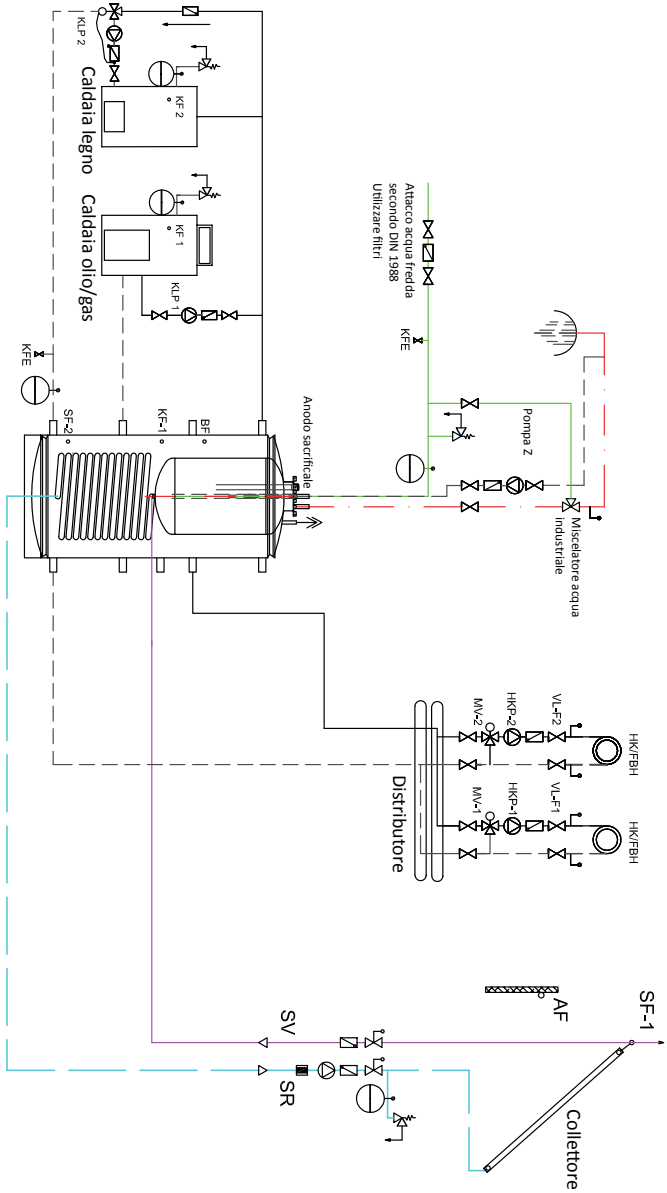 SF-1
Collettore
AF
SV
SR
HK/FBH
HK/FBH
VL-F2
VL-F1
HKP-2
HKP-1
MV-2
MV-1
Distributore
Miscelatore acqua
industriale
Pompa Z
Attacco acqua fredda
secondo DIN 1988
Utilizzare filtri
KFE
Anodo sacrificale
BF
KF-1
SF-2
KLP 2
KF 2
Caldaia legno
KF 1
Caldaia olio/gas
KLP 1
KFE